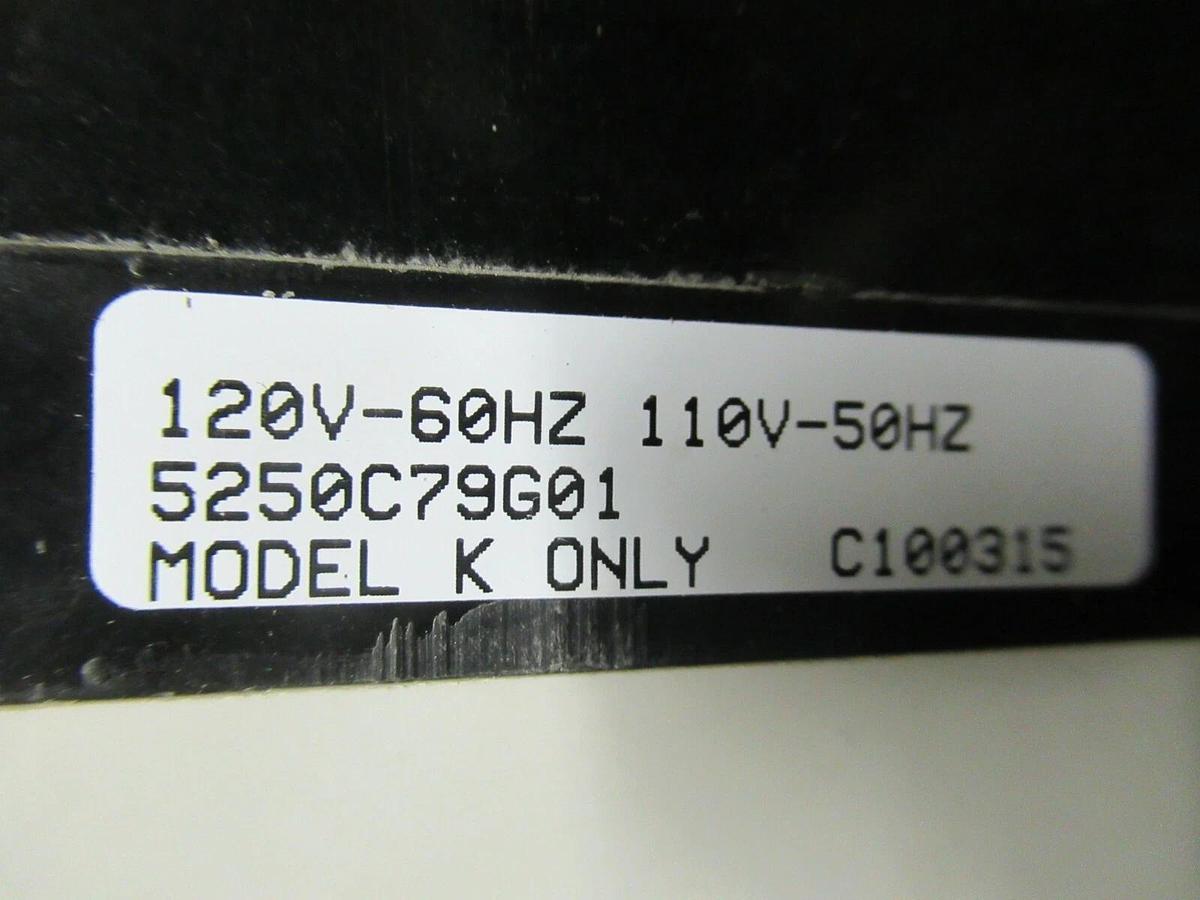 120V-60HZ 110V-50HZ
5250C79G01
MODEL K ONLY C100315